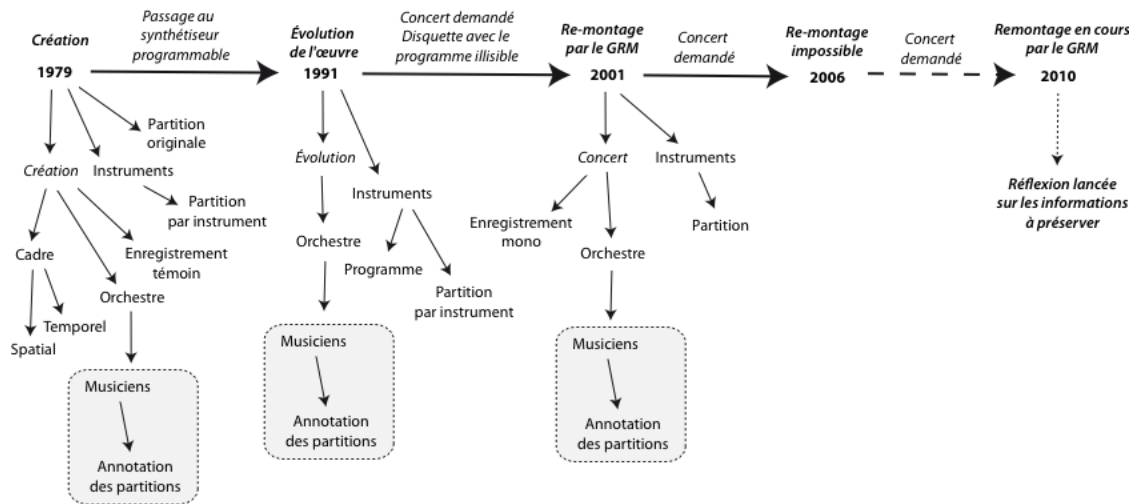 Création
1979
Passage au
synthétiseur
programmable
Évolution
de l'œuvre
1991
Concert demandé
Disquette avec le
programme illisible
Re-montage
par le GRM
2001
Concert
demandé
Re-montage
impossible
2006
Concert
demandé
Remontage en cours
par le GRM
2010
Partition
originale
Création
Instruments
Partition
par instrument
Cadre
Enregistrement
témoin
Orchestre
Temporel
Spatial
Musiciens
Annotation
des partitions
Évolution
Instruments
Orchestre
Programme
Partition
par instrument
Musiciens
Annotation
des partitions
Concert
Instruments
Enregistrement
mono
Partition
Orchestre
Musiciens
Annotation
des partitions
Réflexion lancée
sur les informations
à préserver